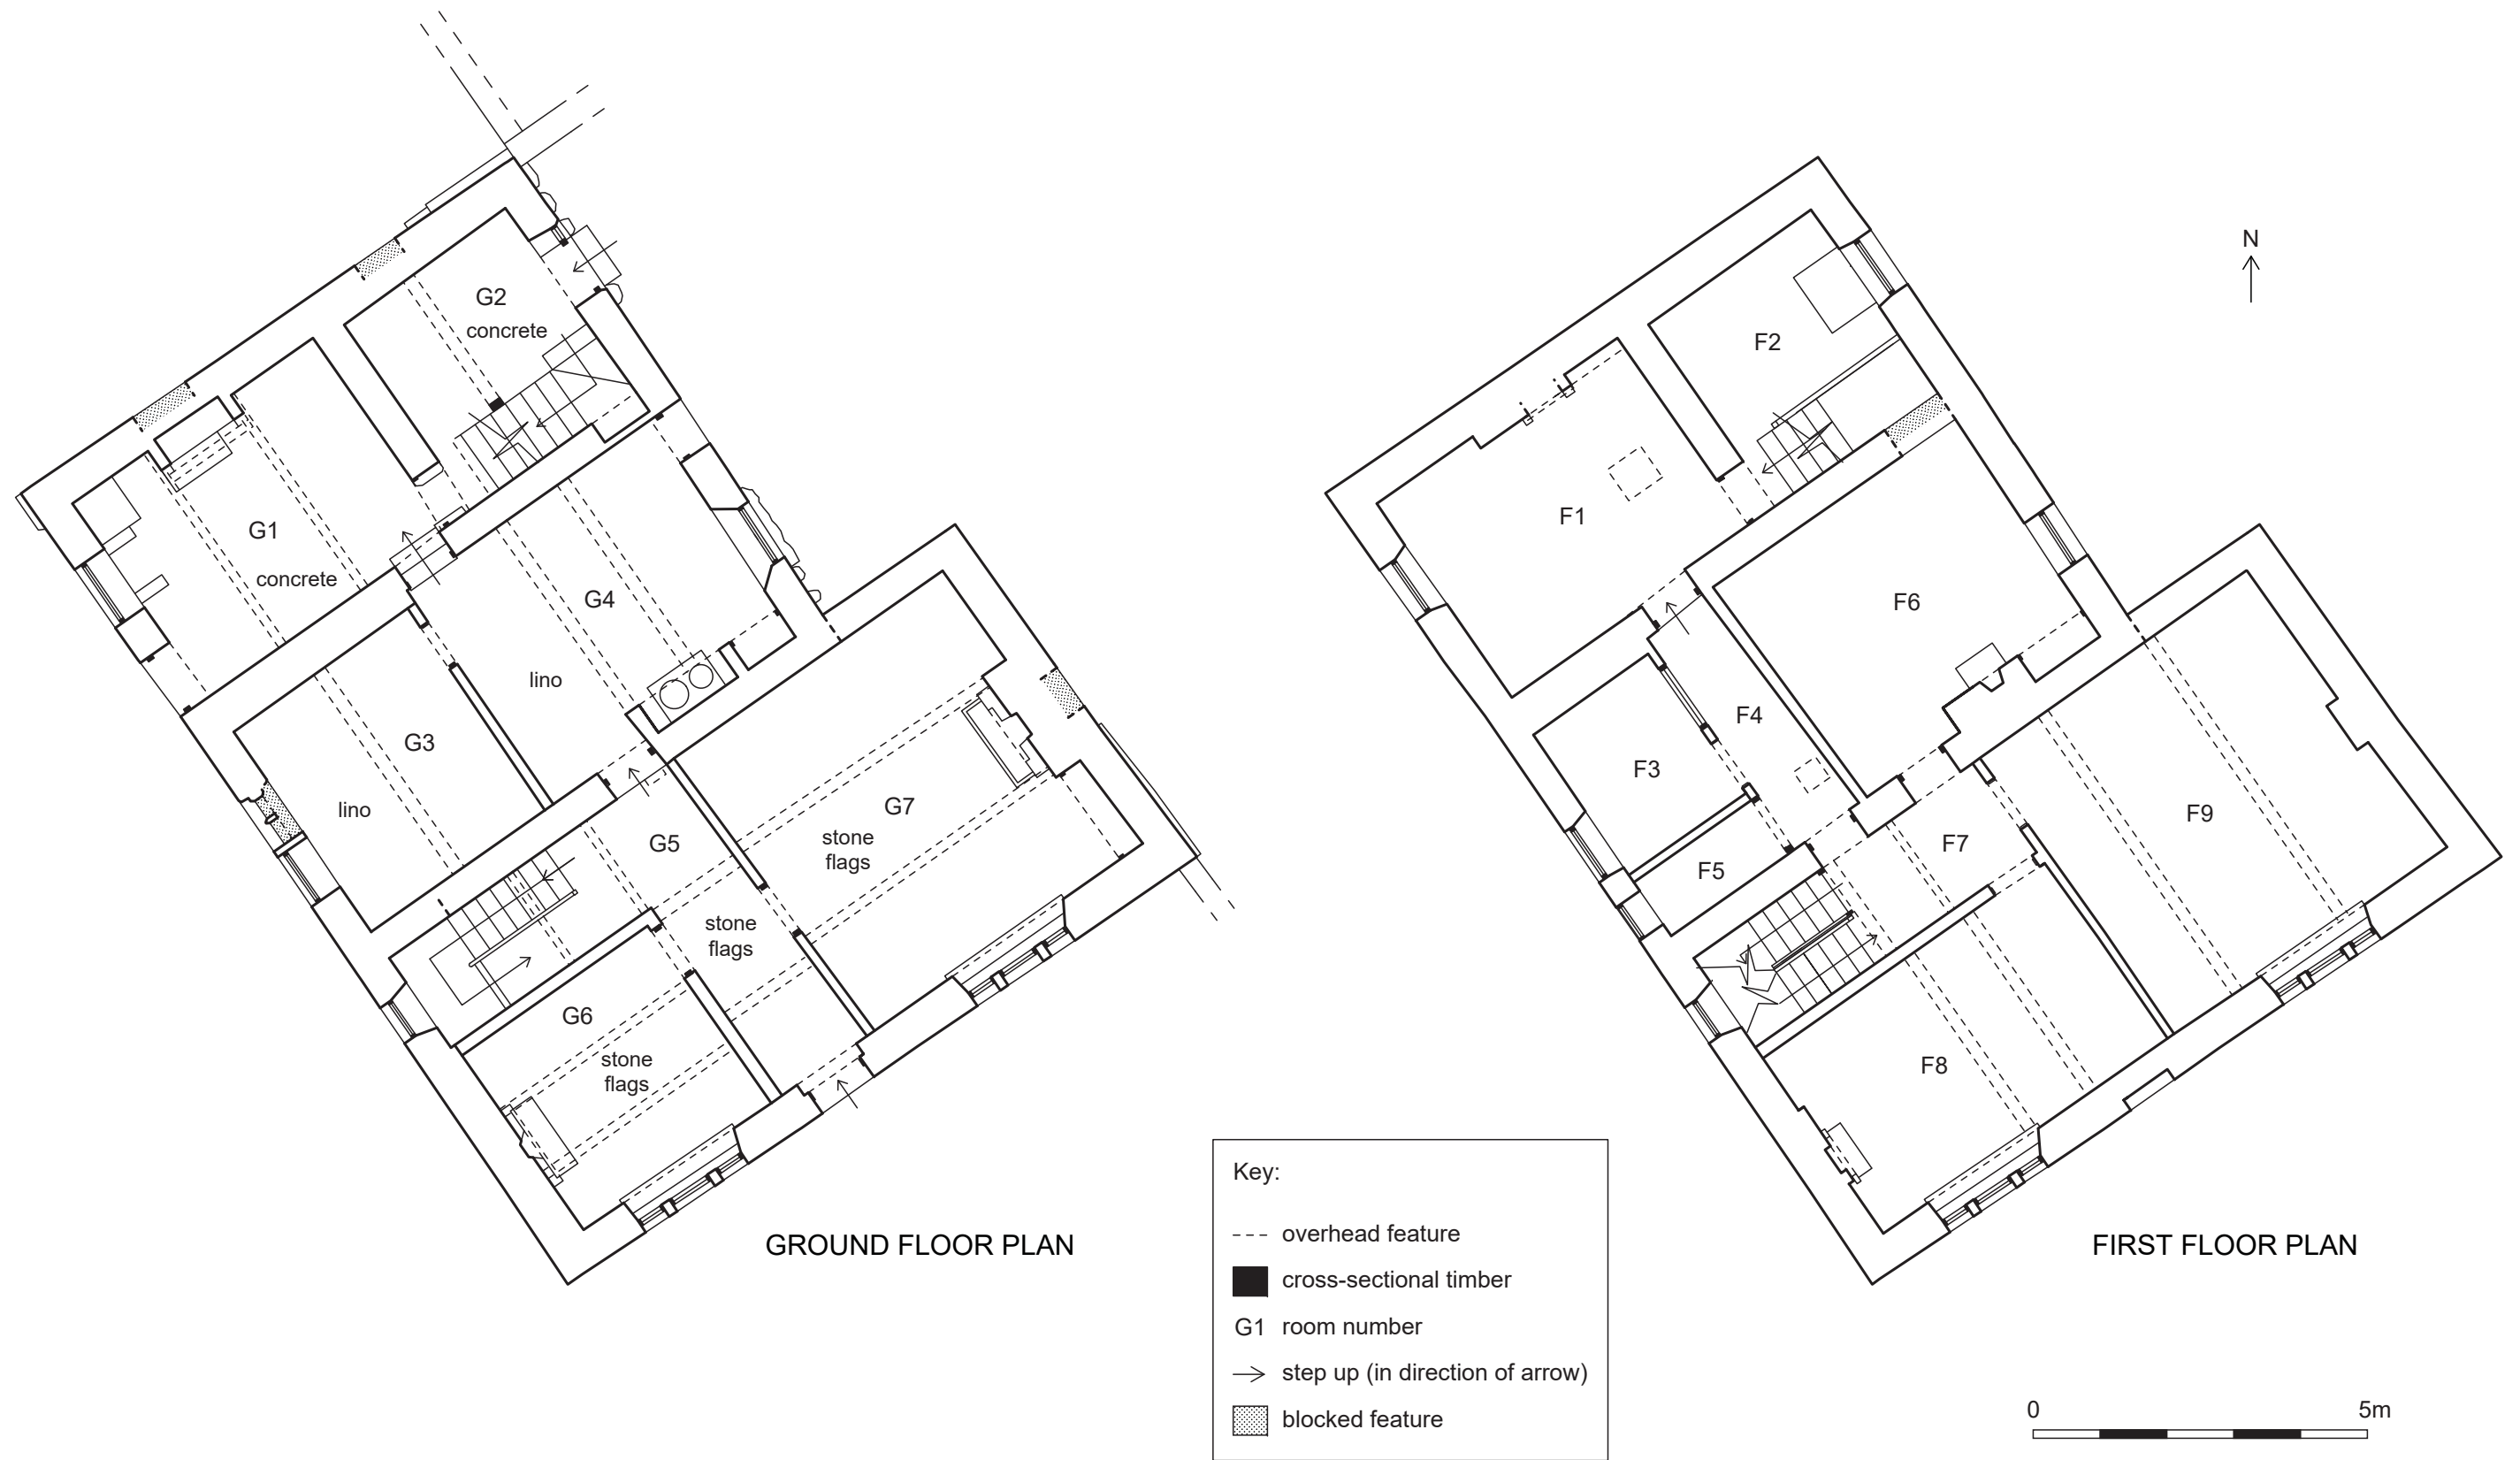 G2
concrete
G1
concrete
G4
lino
G3
lino
G5
G7
stone
flags
stone
flags
G6
stone
flags
GROUND FLOOR PLAN
N
F2
F1
F6
F4
F3
F5
F7
F9
F8
FIRST FLOOR PLAN
Key:
overhead feature
cross-sectional timber
G1 room number
step up (in direction of arrow)
blocked feature
0 5m